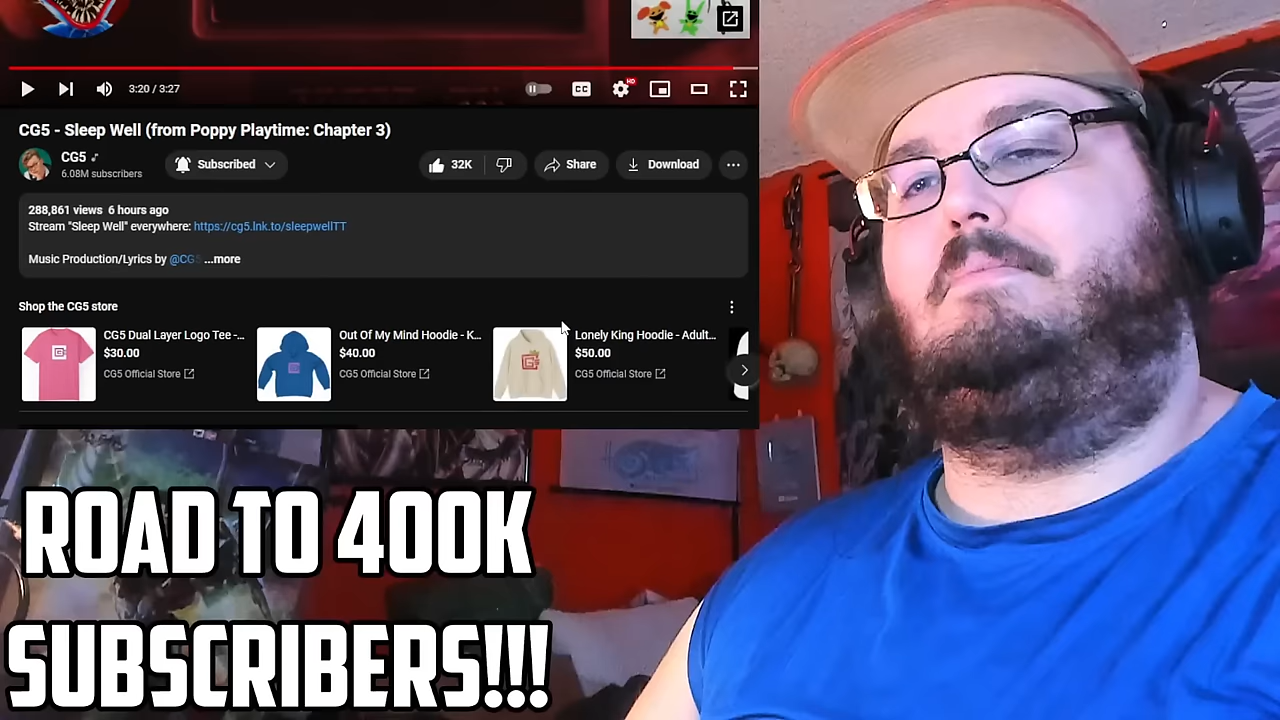 3:20 / 3:27
CC
HD
CG5 - Sleep Well (from Poppy Playtime: Chapter 3)
CG5
6.08M subscribers
Subscribed
32K
Share
Download
288,861 views 6 hours ago
Stream "Sleep Well" everywhere: https://cg5.lnk.to/sleepwellTT
Music Production/Lyrics by @CG5 ...more
Shop the CG5 store
CG5 Dual Layer Logo Tee -...
$30.00
CG5 Official Store
Out Of My Mind Hoodie - K...
$40.00
CG5 Official Store
Lonely King Hoodie - Adult...
$50.00
CG5 Official Store
ROAD TO 400K
SUBSCRIBERS!!!